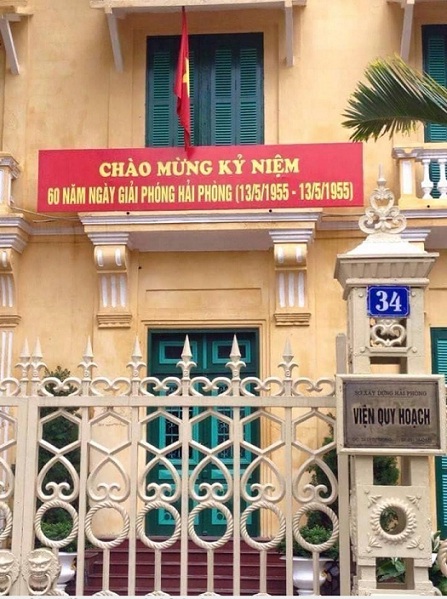 CHÀO MỪNG KỶ NIỆM
60 NĂM NGÀY GIẢI PHÓNG HẢI PHÒNG (13/5/1955 - 13/5/1955)
34
XÂY DỰNG HẢI PHÒNG
VIỆN QUY HOẠCH